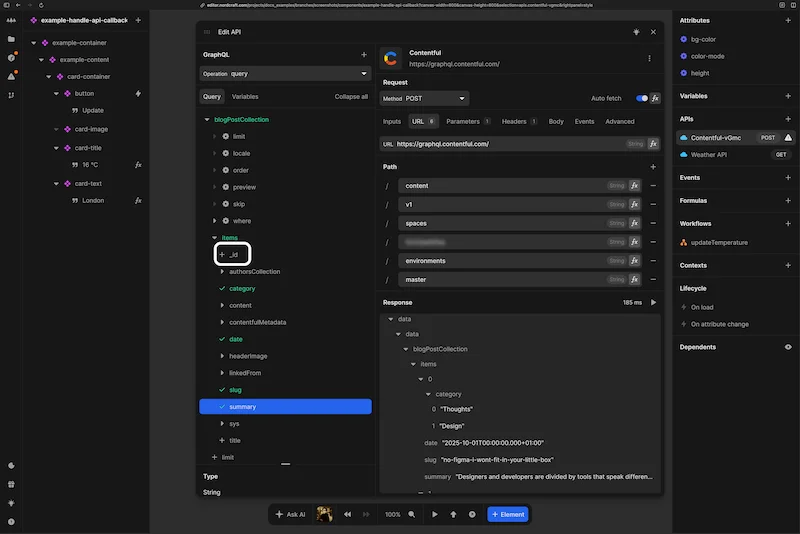 editor.nordcraft.com/projects/docs_examples/branches/screenshots/components/example-handle-api-callback?canvas-width=800&canvas-height=800&selection=apis.contentful-vgmc&rightpanel=style
example-handle-api-callback
example-container
example-content
card-container
button
Update
card-image
card-title
16 °C
card-text
London
Edit API
GraphQL
Operation query
Query
Variables
Collapse all
blogPostCollection
limit
locale
order
preview
skip
where
items
_id
authorsCollection
category
content
contentfulMetadata
date
headerImage
linkedFrom
slug
summary
sys
title
limit
Type
String
Contentful
https://graphql.contentful.com/
Request
Method POST
Auto fetch
fx
Inputs
URL 6
Parameters 1
Headers 1
Body
Events
Advanced
URL https://graphql.contentful.com/
String fx
Path
/ content String fx
/ v1 String fx
/ spaces String fx
/ String fx
/ environments String fx
/ master String fx
Response
185 ms
data
data
blogPostCollection
items
0
category
0 "Thoughts"
1 "Design"
date "2025-10-01T00:00:00.000+01:00"
slug "no-figma-i-wont-fit-in-your-little-box"
summary "Designers and developers are divided by tools that speak differen...
Ask AI
100%
Element
Attributes
bg-color
color-mode
height
Variables
APIs
Contentful-vGmc POST
Weather API GET
Events
Formulas
Workflows
updateTemperature
Contexts
Lifecycle
On load
On attribute change
Dependents